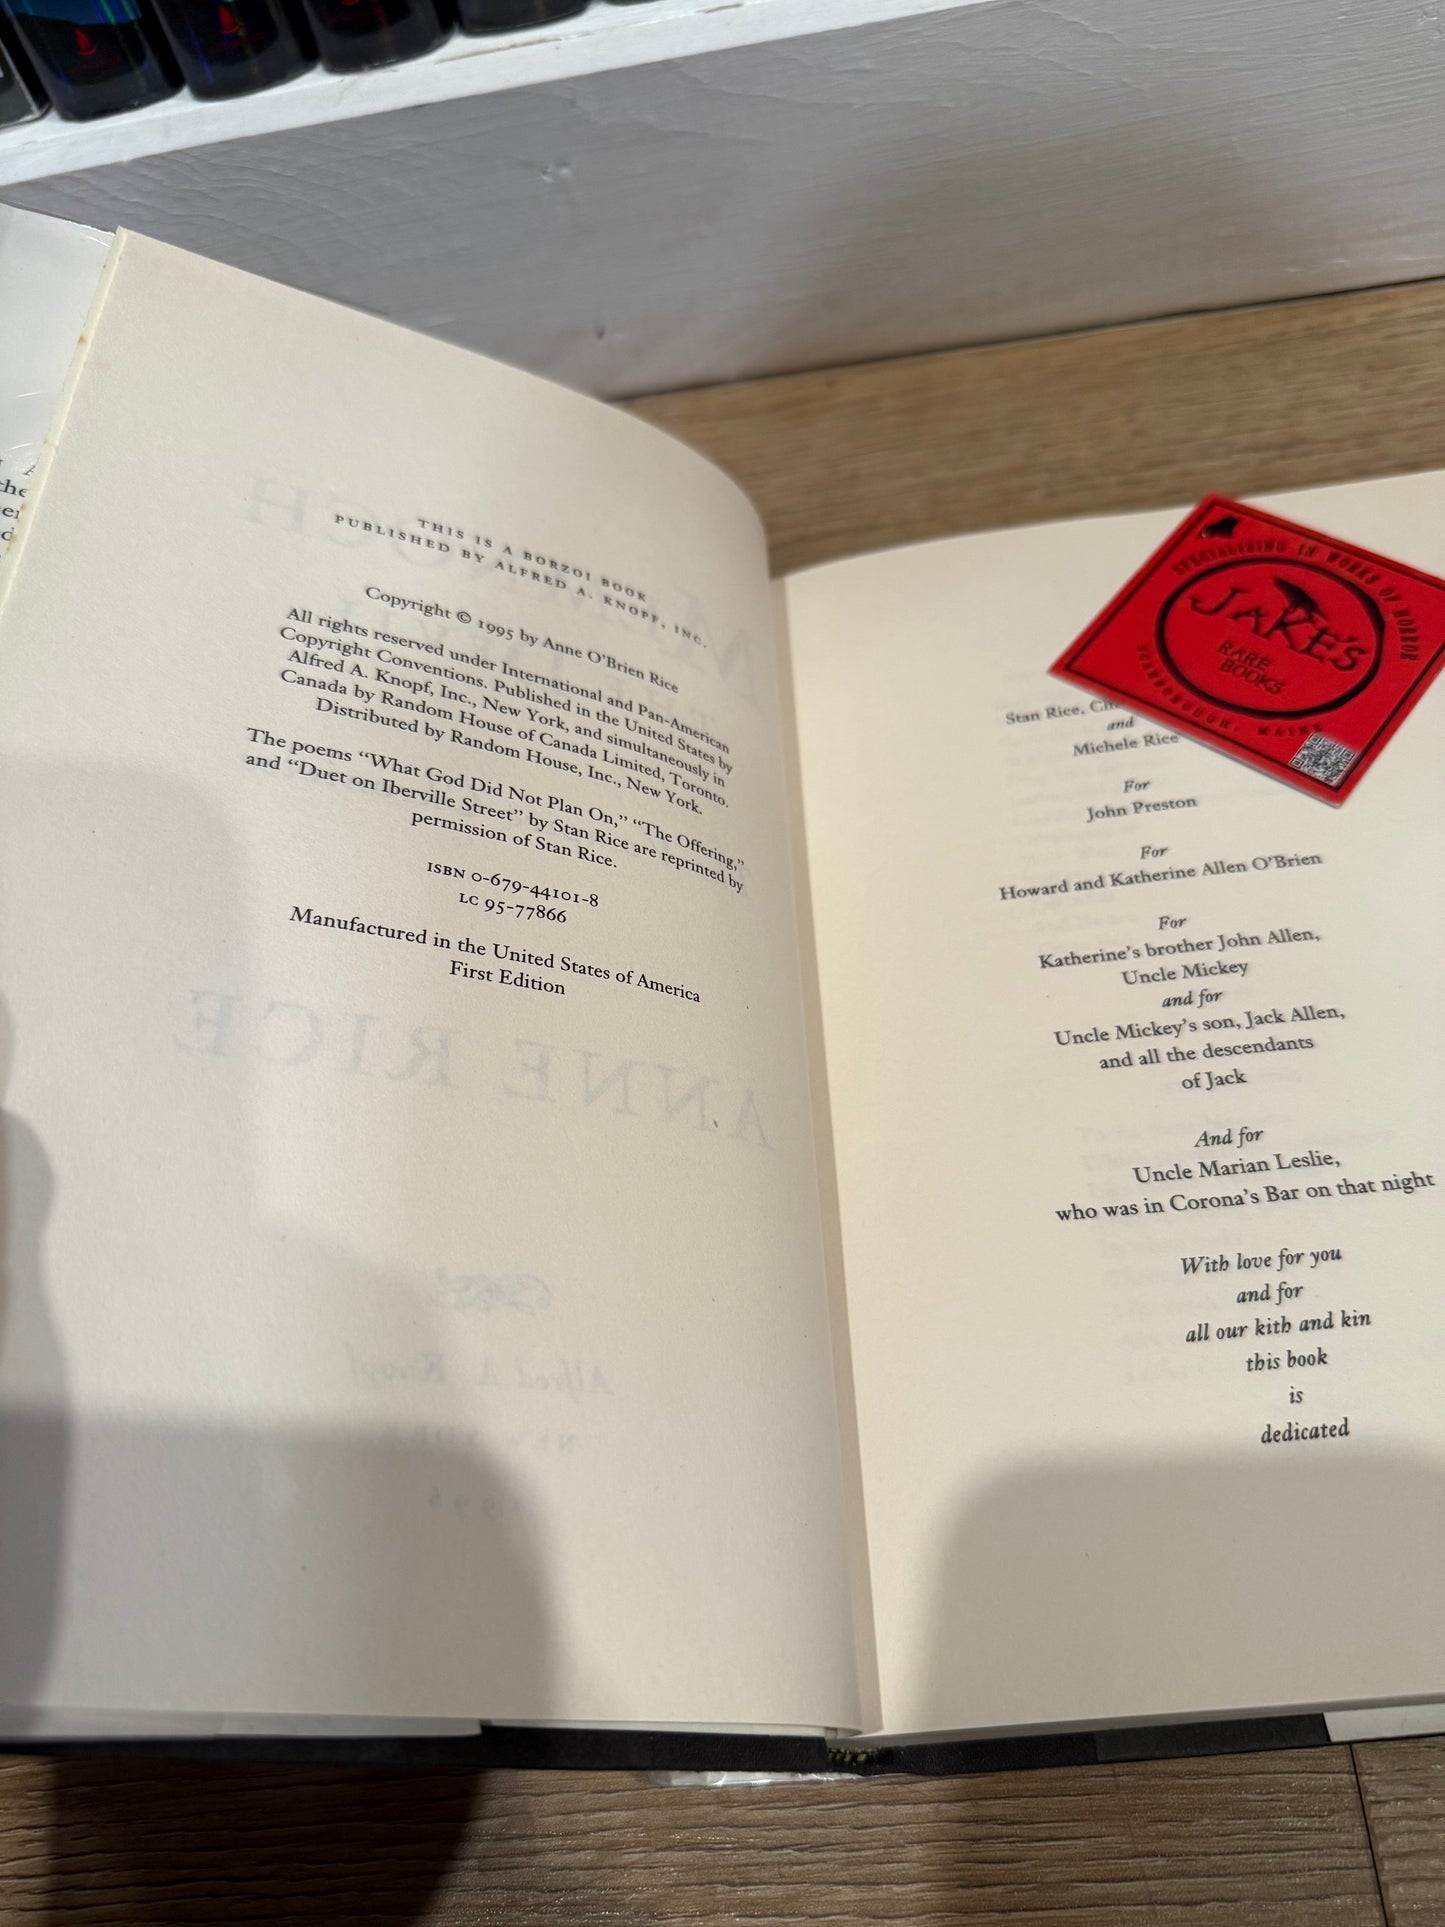 THIS IS A BORZOI BOOK
PUBLISHED BY ALFRED A. KNOPF, INC.
Copyright © 1995 by Anne O'Brien Rice
All rights reserved under International and Pan-American
Copyright Conventions. Published in the United States by
Alfred A. Knopf, Inc., New York, and simultaneously in
Canada by Random House of Canada Limited, Toronto.
Distributed by Random House, Inc., New York.
The poems “What God Did Not Plan On,” “The Offering,”
and “Duet on Iberville Street” by Stan Rice are reprinted by
permission of Stan Rice.
ISBN 0-679-44101-8
LC 95-77866
Manufactured in the United States of America
First Edition
ANNE RICE
Alfred A. Knopf
SPECIALIZING IN WORKS OF HORROR
JAKE'S
RARE
BOOKS
SCARBOROUGH, MAINE
Stan Rice,
and
Michele Rice
For
John Preston
For
Howard and Katherine Allen O'Brien
For
Katherine's brother John Allen,
Uncle Mickey
and for
Uncle Mickey's son, Jack Allen,
and all the descendants
of Jack
And for
Uncle Marian Leslie,
who was in Corona's Bar on that night
With love for you
and for
all our kith and kin
this book
is
dedicated